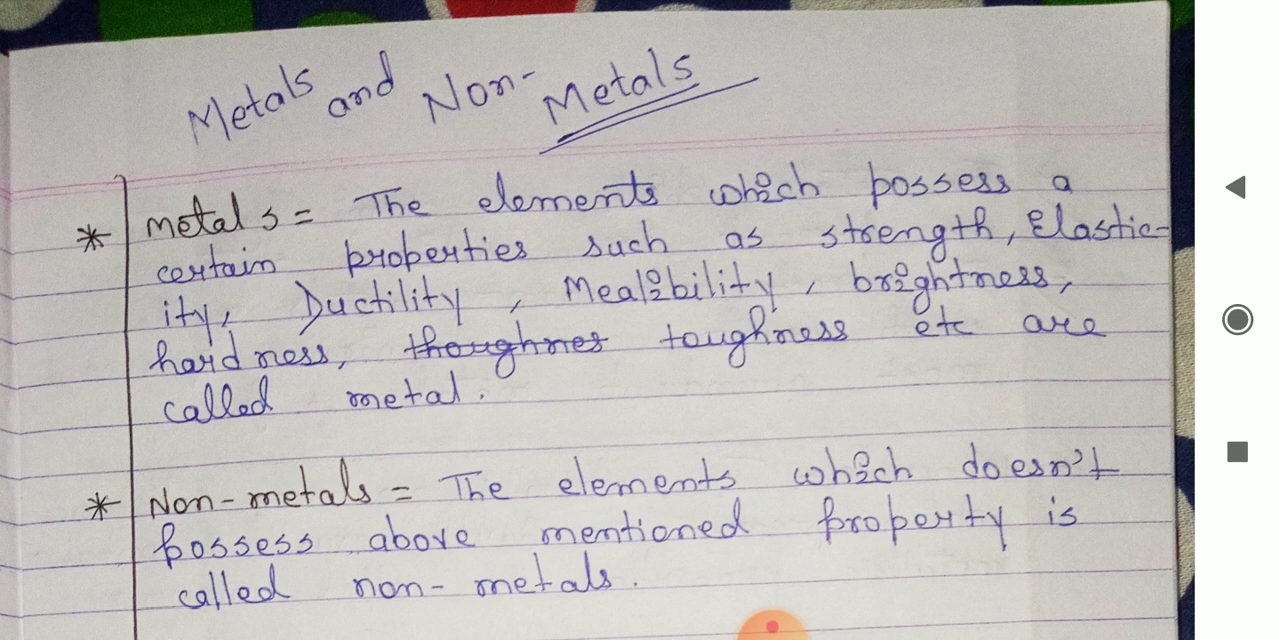 Metals and Non-Metals
* Metals = The elements which possess a
certain properties such as strength, Elastic-
ity, Ductility, Mealibility, brightness,
hardness, thoughnes toughness etc are
called metal.
* Non-metals = The elements which doesn't
possess above mentioned property is
called non-metals.